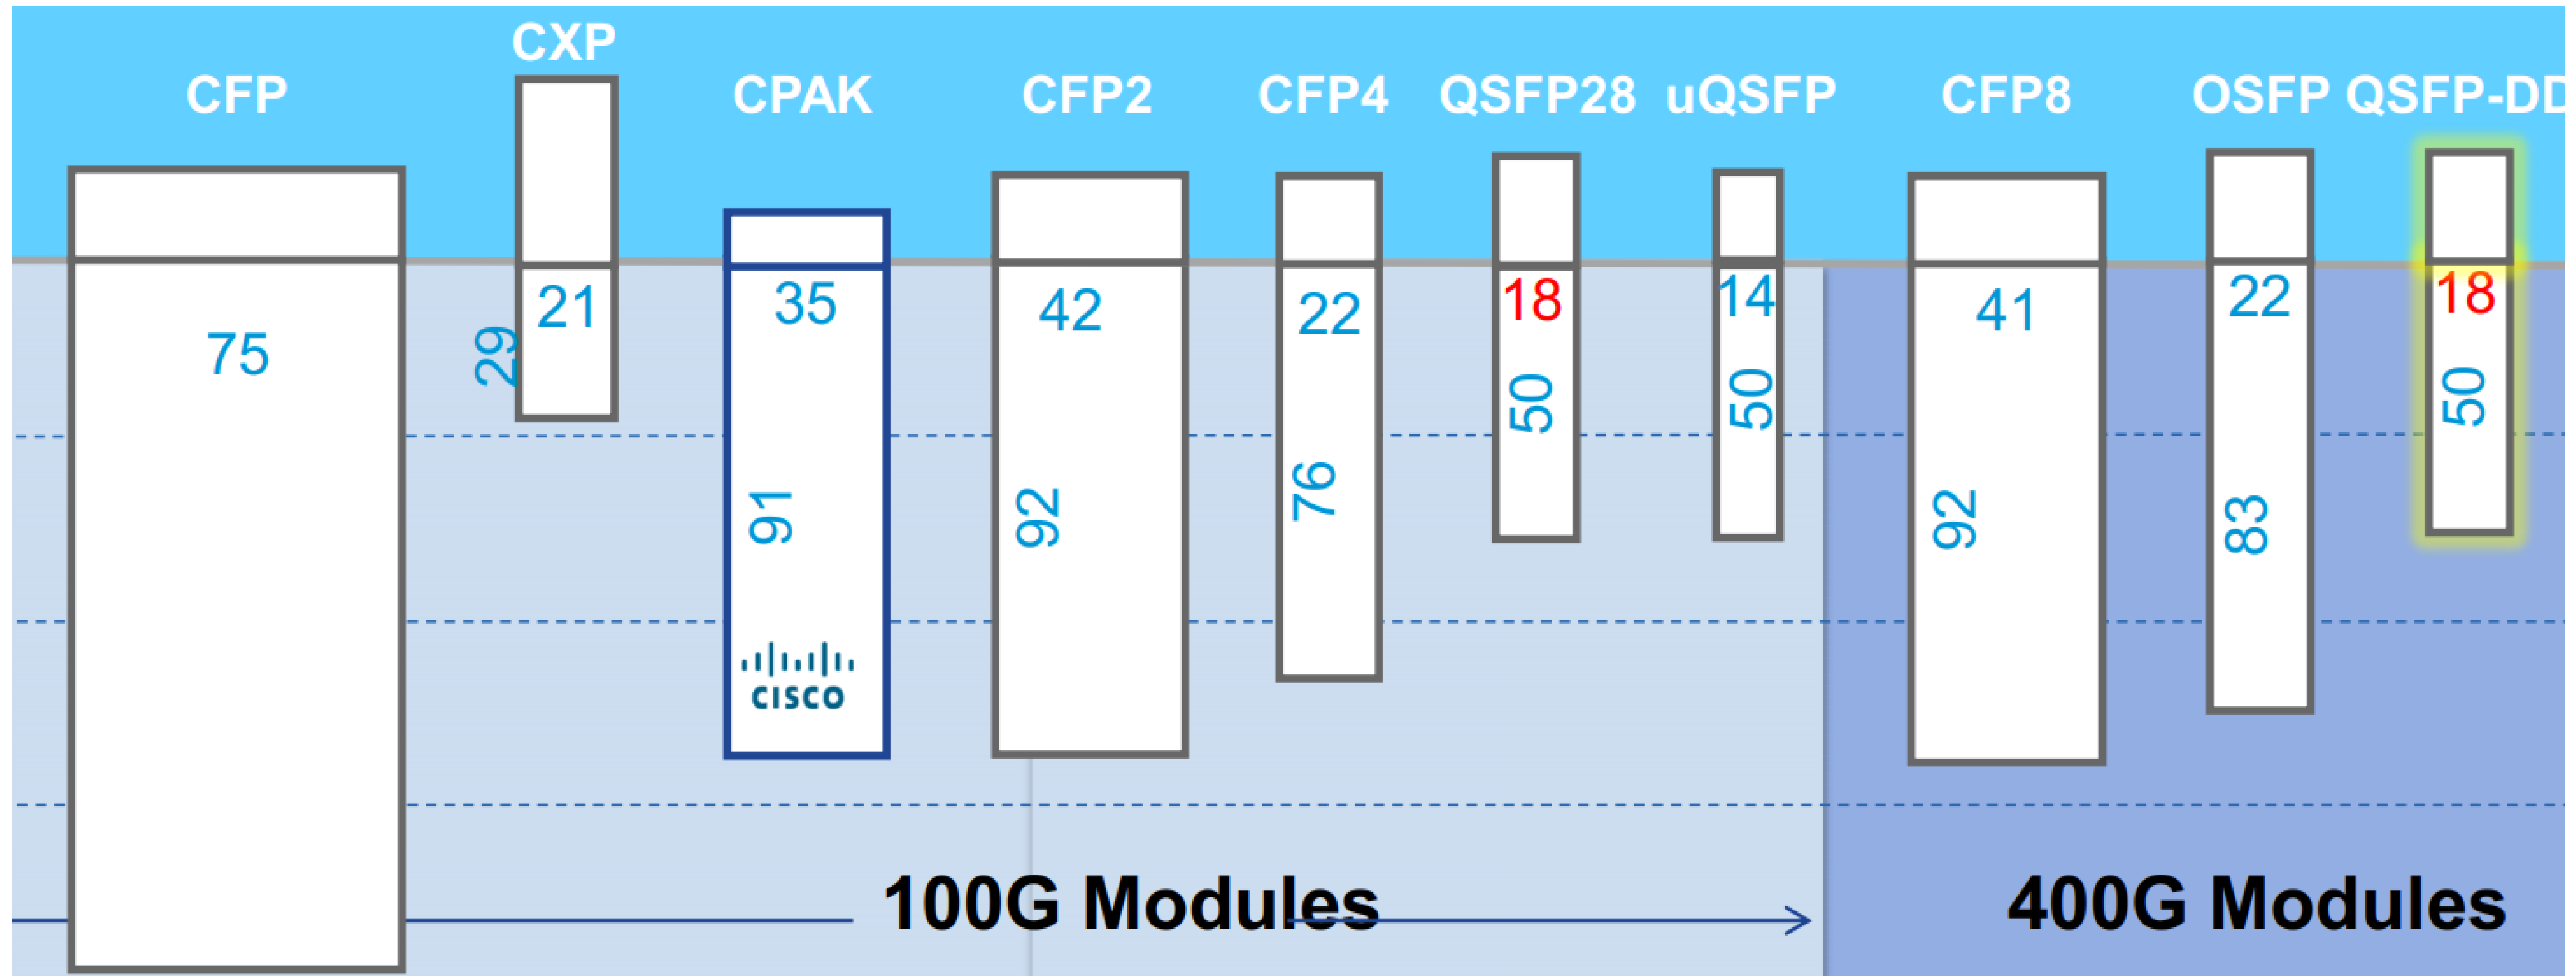 CXP
CFP
CPAK
CFP2
CFP4
QSFP28
uQSFP
CFP8
OSFP
QSFP-DD
75
29
21
35
91
42
92
22
76
18
50
14
50
41
92
22
83
18
50
CISCO
100G Modules
400G Modules